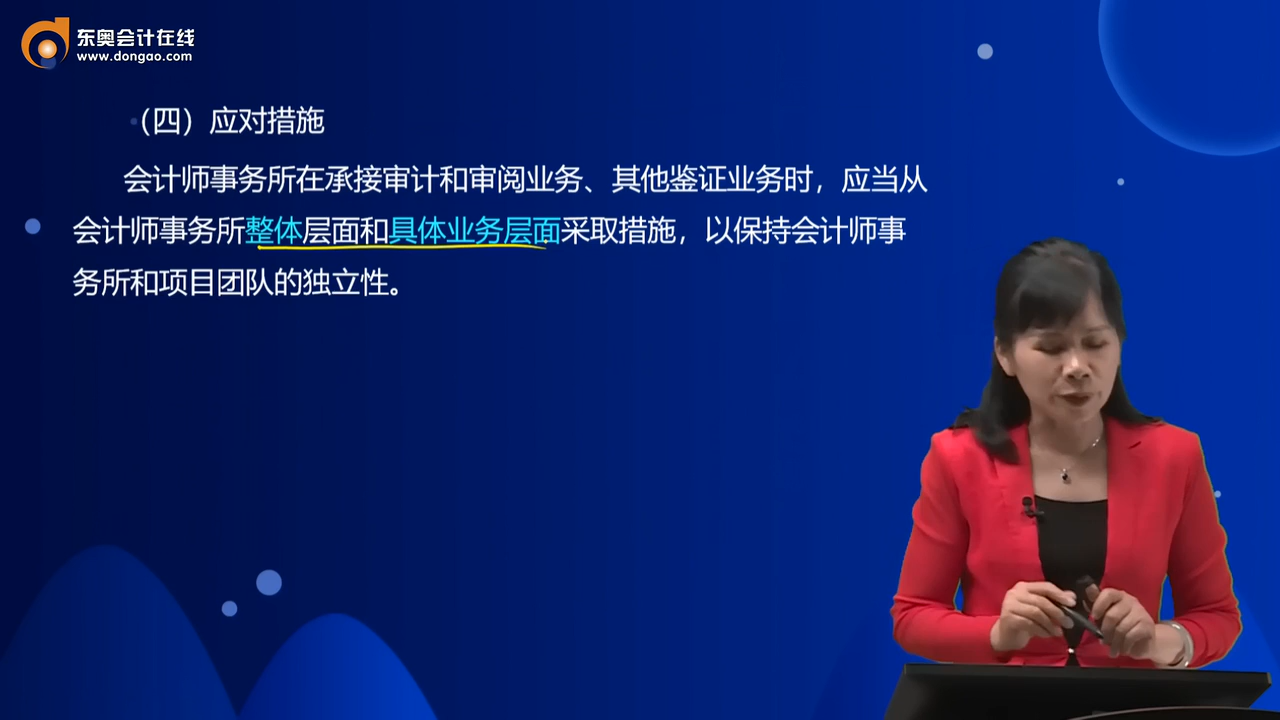 东奥会计在线
www.dongao.com
（四）应对措施
会计师事务所在承接审计和审阅业务、其他鉴证业务时，应当从
会计师事务所整体层面和具体业务层面采取措施，以保持会计师事
务所和项目团队的独立性。